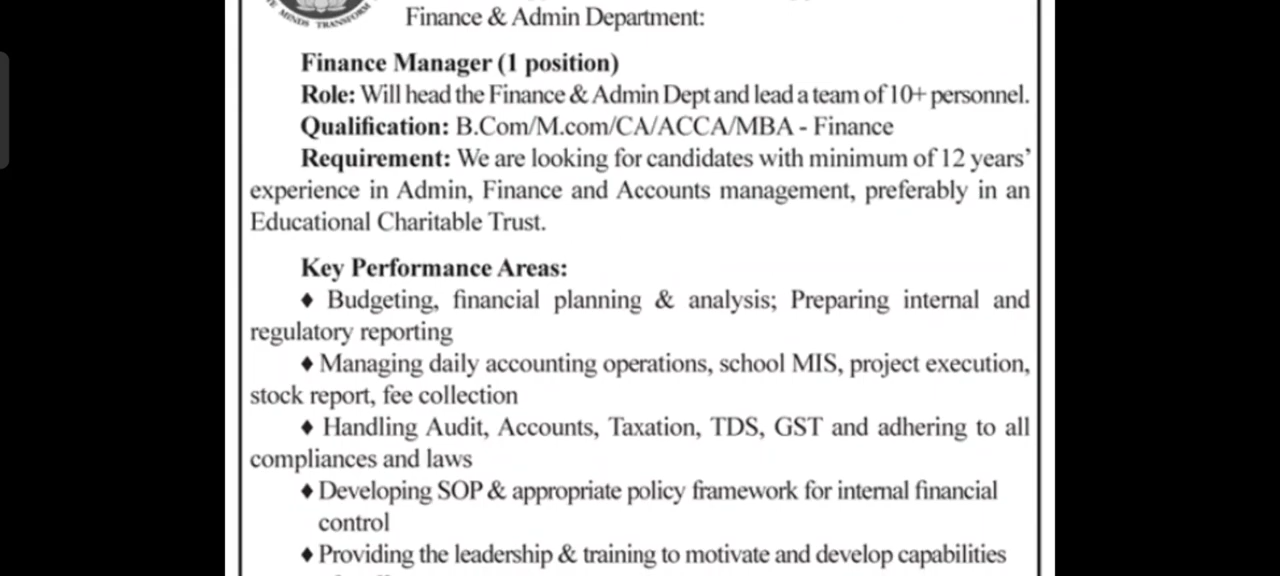 MINDS TRANSFORM
Finance & Admin Department:
Finance Manager (1 position)
Role: Will head the Finance & Admin Dept and lead a team of 10+ personnel.
Qualification: B.Com/M.com/CA/ACCA/MBA - Finance
Requirement: We are looking for candidates with minimum of 12 years'
experience in Admin, Finance and Accounts management, preferably in an
Educational Charitable Trust.
Key Performance Areas:
♦ Budgeting, financial planning & analysis; Preparing internal and
regulatory reporting
♦ Managing daily accounting operations, school MIS, project execution,
stock report, fee collection
♦ Handling Audit, Accounts, Taxation, TDS, GST and adhering to all
compliances and laws
♦ Developing SOP & appropriate policy framework for internal financial
control
♦ Providing the leadership & training to motivate and develop capabilities